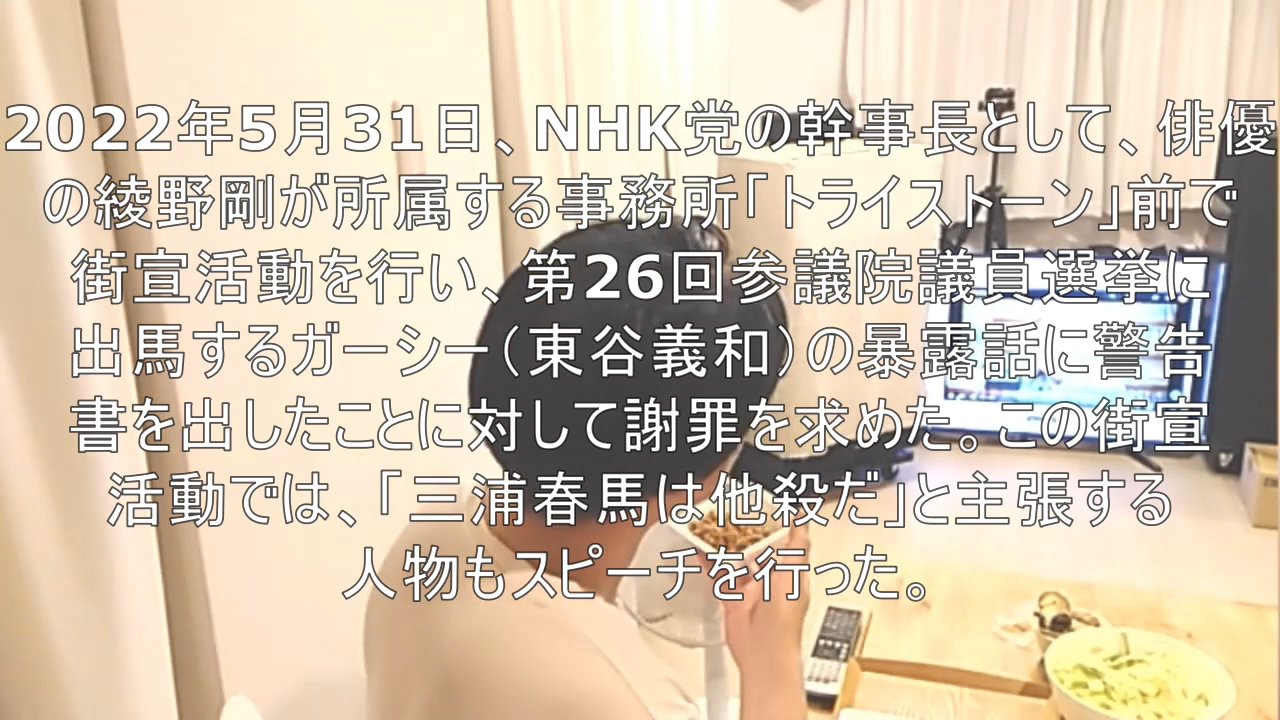 2022年5月31日、NHK党の幹事長として、俳優
の綾野剛が所属する事務所「トライストーン」前で
街宣活動を行い、第26回参議院議員選挙に
出馬するガーシー（東谷義和）の暴露話に警告
書を出したことに対して謝罪を求めた。この街宣
活動では、「三浦春馬は他殺だ」と主張する
人物もスピーチを行った。